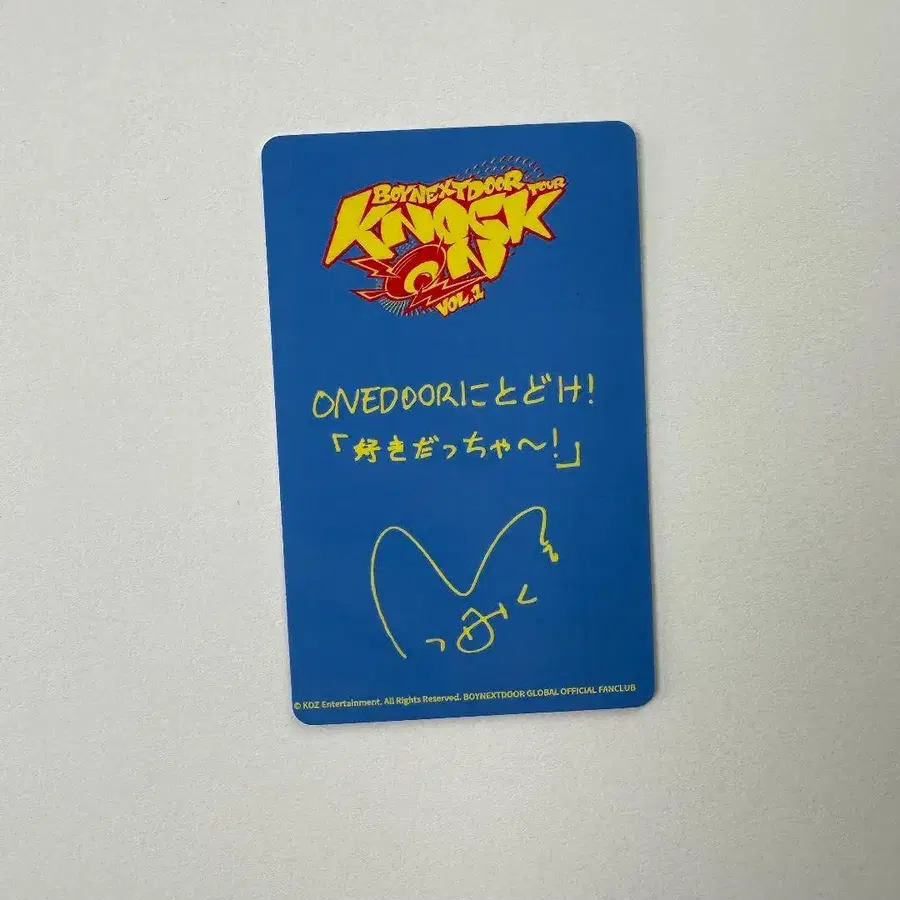 BOYNEXTDOOR TOUR
KNOCK
ON
VOL.1
ONEDOORにとどけ!
「好きだっちゃ〜!」
© KOZ Entertainment. All Rights Reserved. BOYNEXTDOOR GLOBAL OFFICIAL FANCLUB